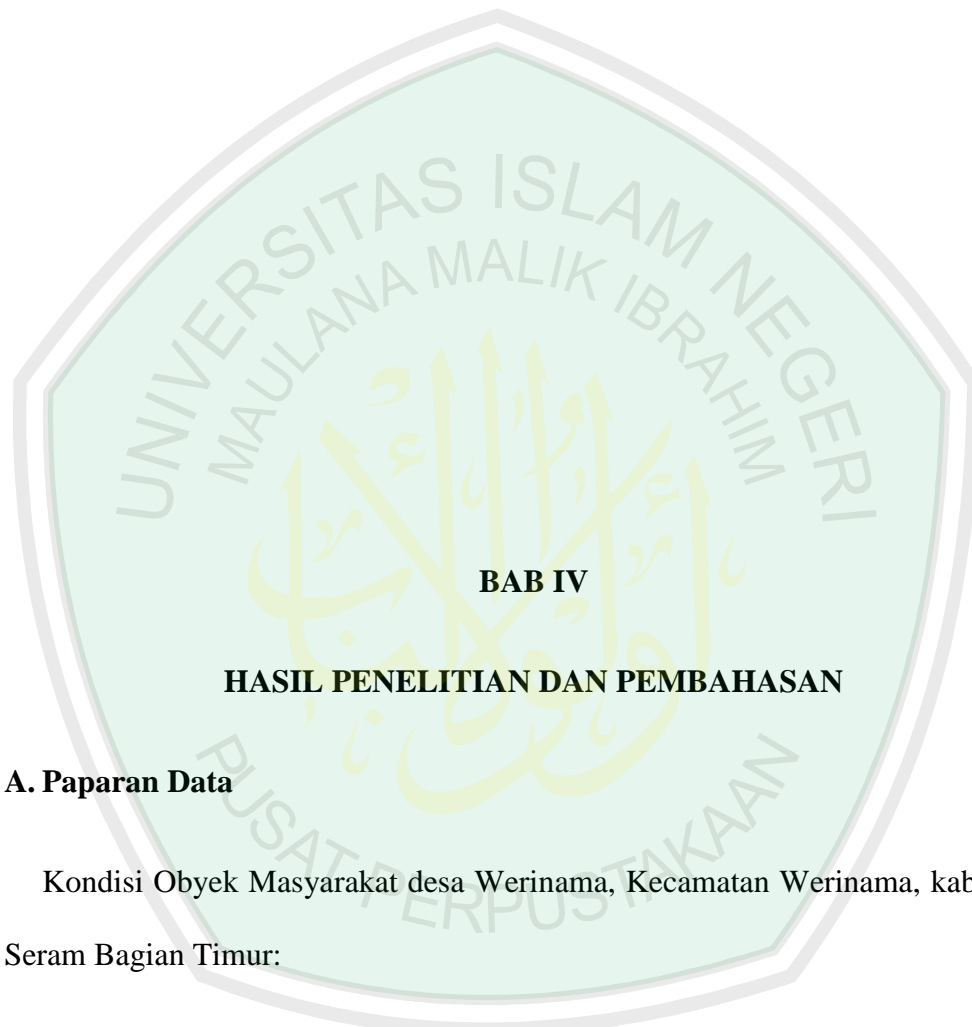 UNIVERSITAS ISLAM NEGERI
MAULANA MALIK IBRAHIM
BAB IV
HASIL PENELITIAN DAN PEMBAHASAN
A. Paparan Data
Kondisi Obyek Masyarakat desa Werinama, Kecamatan Werinama, kab
Seram Bagian Timur:
PUSAT PERPUSTAKAAN